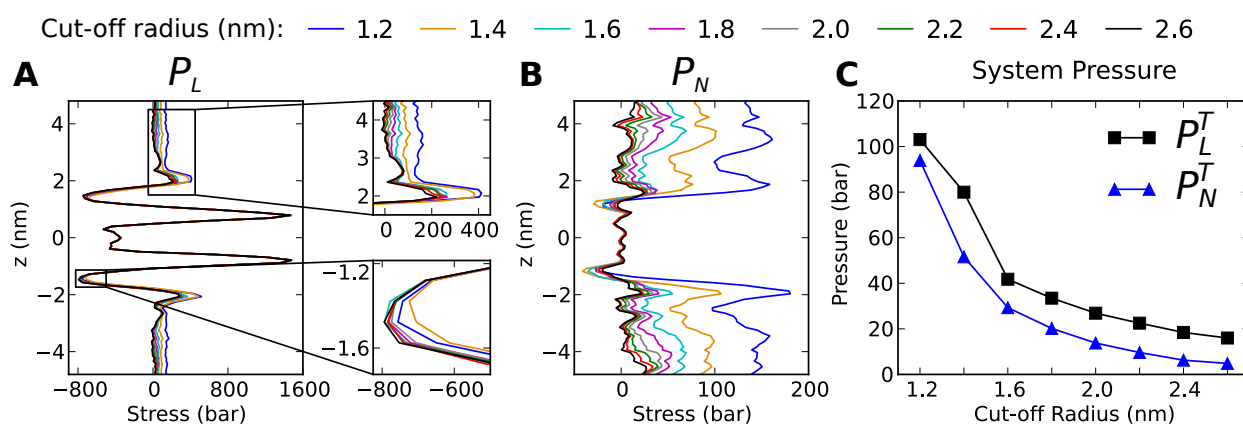 Cut-off radius (nm): 1.2 1.4 1.6 1.8 2.0 2.2 2.4 2.6
A P_L B P_N C System Pressure
4
2
0
−2
−4
z (nm)
−800 0 800 1600
Stress (bar)
4
3
2
0 200 400
−1.2
−1.6
−800 −600
4
2
0
−2
−4
z (nm)
0 100 200
Stress (bar)
120
100
80
60
40
20
0
Pressure (bar)
P_L^T
P_N^T
1.2 1.6 2.0 2.4
Cut-off Radius (nm)